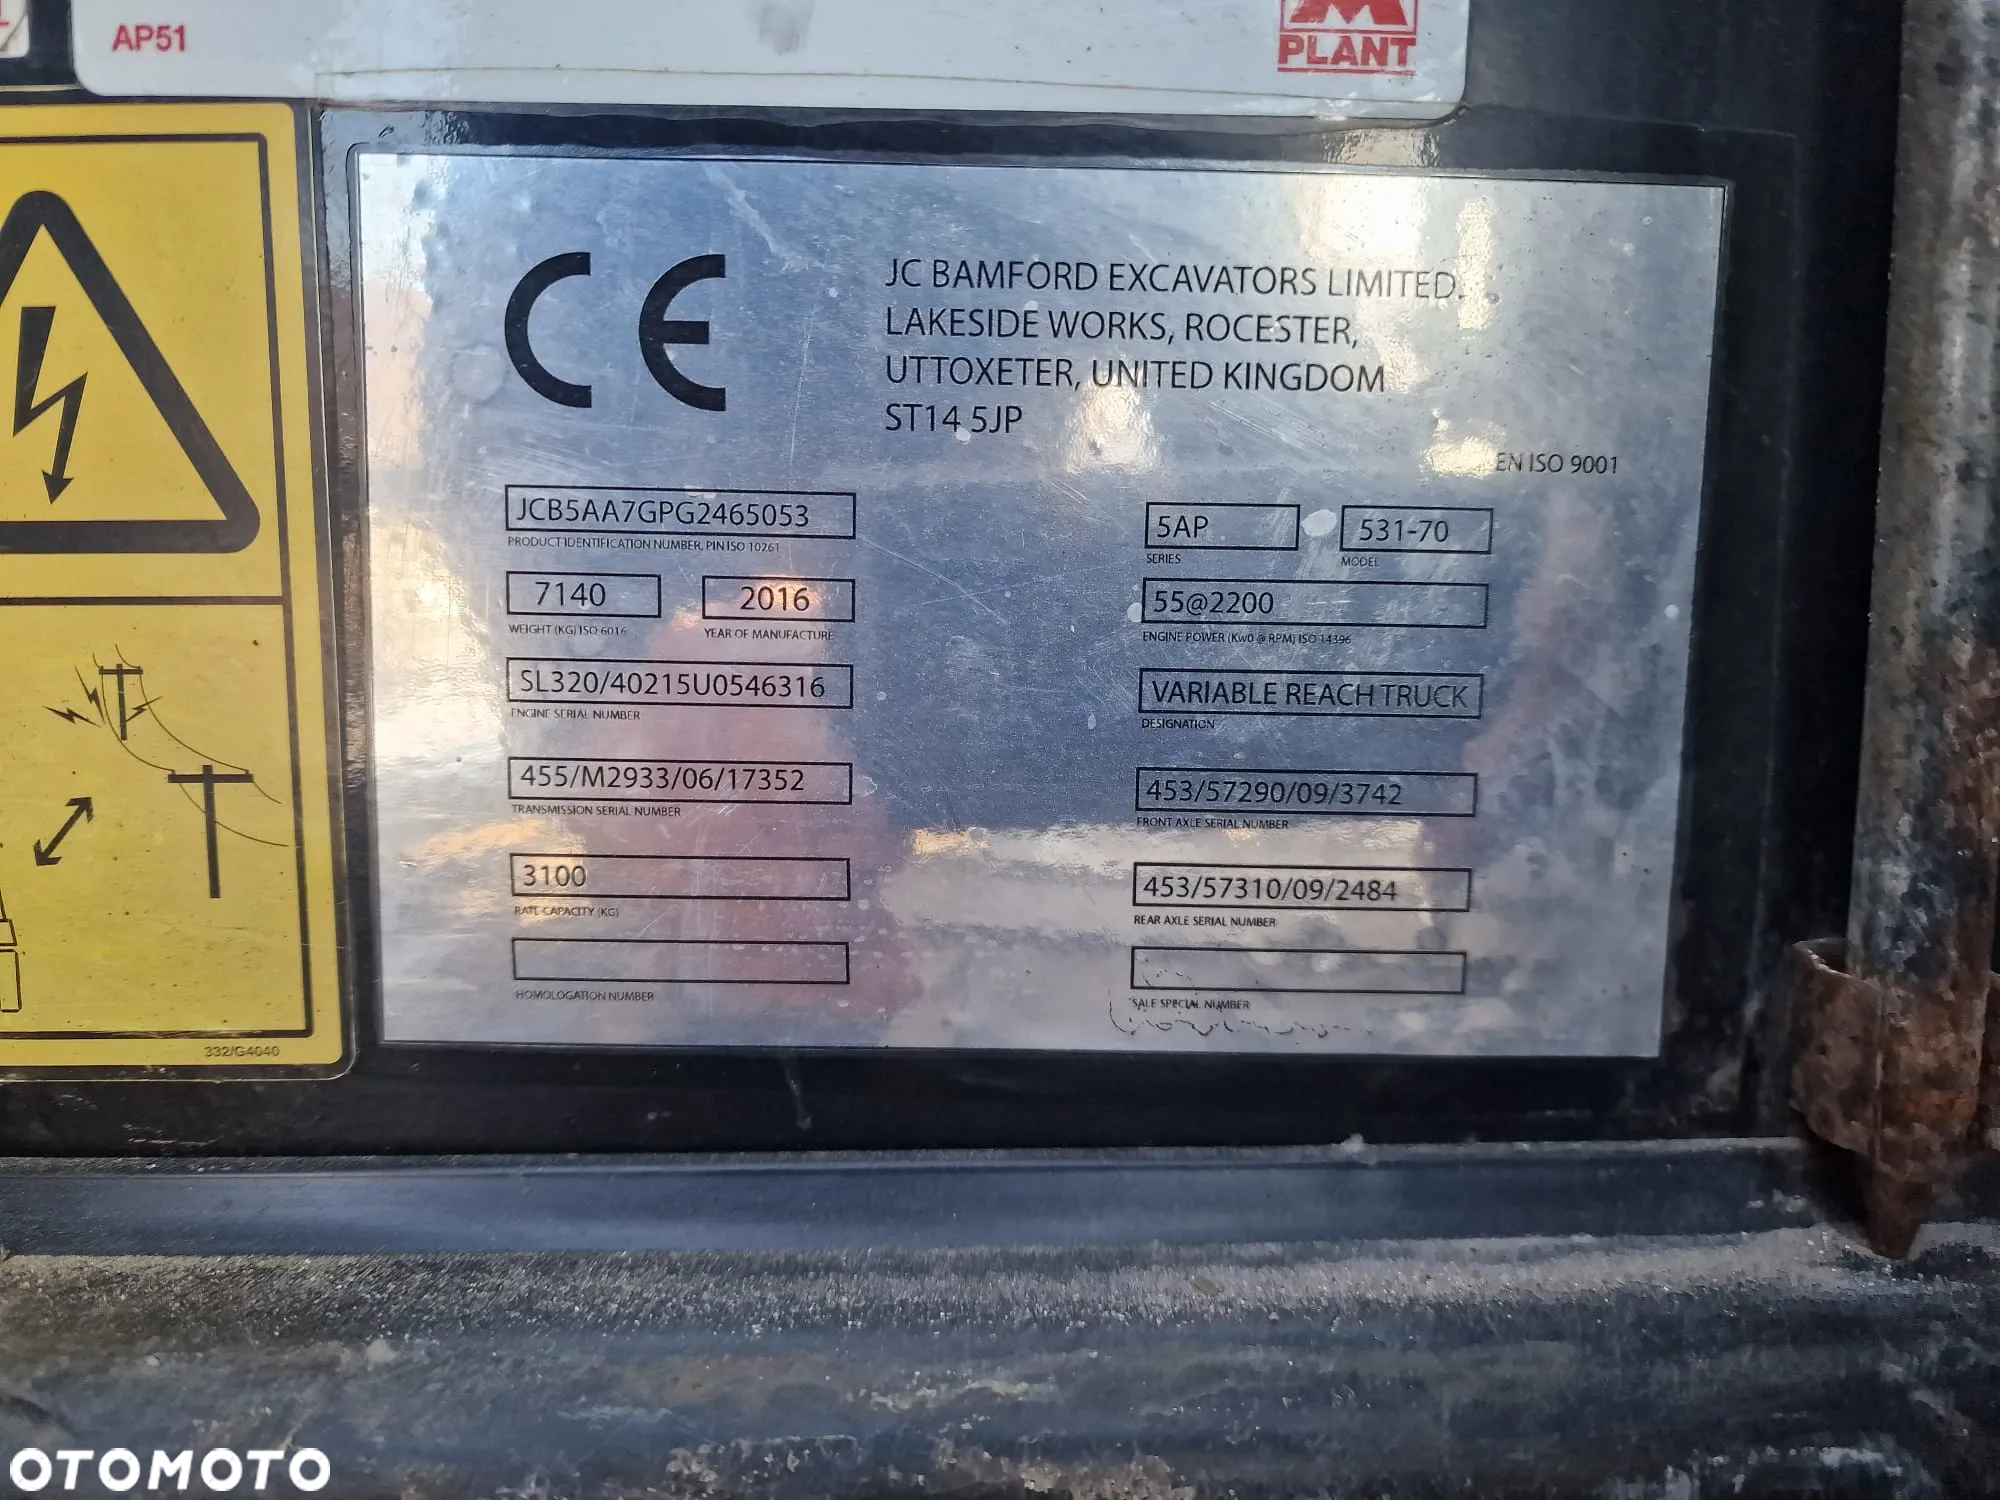 AP51
PLANT
JC BAMFORD EXCAVATORS LIMITED.
LAKESIDE WORKS, ROCESTER,
UTTOXETER, UNITED KINGDOM
ST14 5JP
EN ISO 9001
JCB5AA7GPG2465053
PRODUCT IDENTIFICATION NUMBER, PIN ISO 10261
5AP
SERIES
531-70
MODEL
7140
WEIGHT (KG) ISO 6016
2016
YEAR OF MANUFACTURE
55@2200
ENGINE POWER (Kw0 @ RPM) ISO 14396
SL320/40215U0546316
ENGINE SERIAL NUMBER
VARIABLE REACH TRUCK
DESIGNATION
455/M2933/06/17352
TRANSMISSION SERIAL NUMBER
453/57290/09/3742
FRONT AXLE SERIAL NUMBER
3100
RATE CAPACITY (KG)
453/57310/09/2484
REAR AXLE SERIAL NUMBER
HOMOLOGATION NUMBER
SALE SPECIAL NUMBER
332/G4040
OTOMOTO